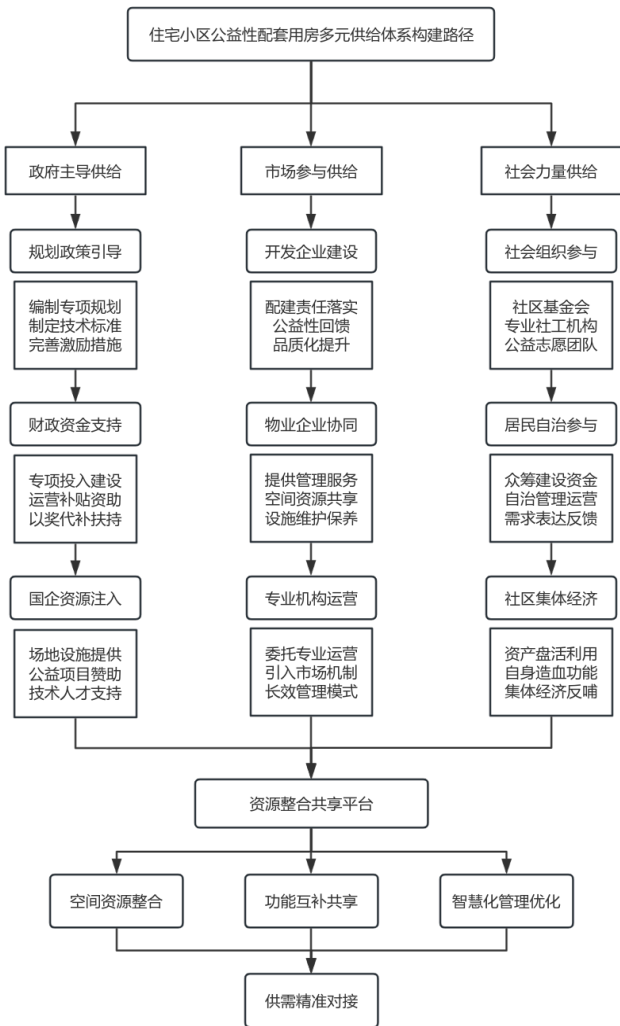 住宅小区公益性配套用房多元供给体系构建路径
政府主导供给
市场参与供给
社会力量供给
规划政策引导
开发企业建设
社会组织参与
编制专项规划
制定技术标准
完善激励措施
配建责任落实
公益性回馈
品质化提升
社区基金会
专业社工机构
公益志愿团队
财政资金支持
物业企业协同
居民自治参与
专项投入建设
运营补贴资助
以奖代补扶持
提供管理服务
空间资源共享
设施维护保养
众筹建设资金
自治管理运营
需求表达反馈
国企资源注入
专业机构运营
社区集体经济
场地设施提供
公益项目赞助
技术人才支持
委托专业运营
引入市场机制
长效管理模式
资产盘活利用
自身造血功能
集体经济反哺
资源整合共享平台
空间资源整合
功能互补共享
智慧化管理优化
供需精准对接